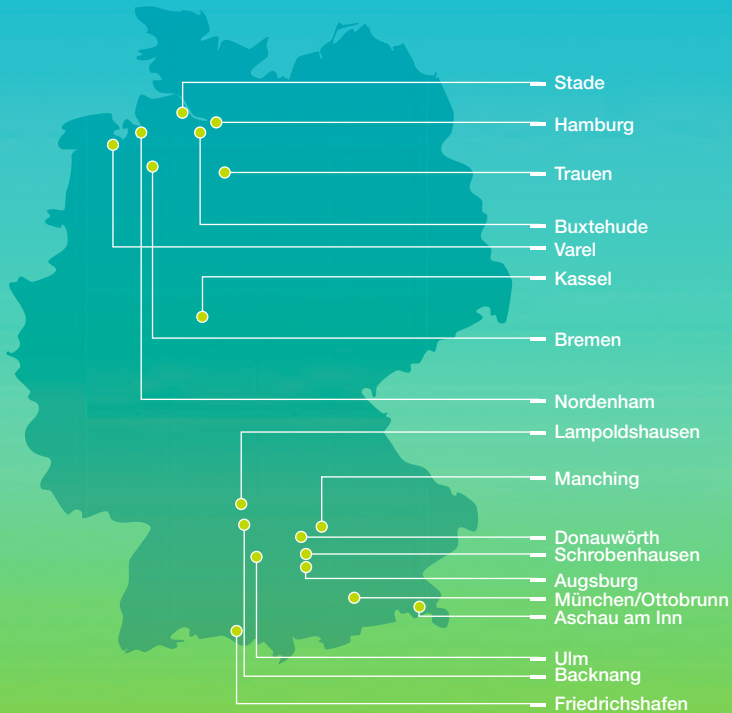 Stade
Hamburg
Trauen
Buxtehude
Varel
Kassel
Bremen
Nordenham
Lampoldshausen
Manching
Donauwörth
Schrobenhausen
Augsburg
München/Ottobrunn
Aschau am Inn
Ulm
Backnang
Friedrichshafen